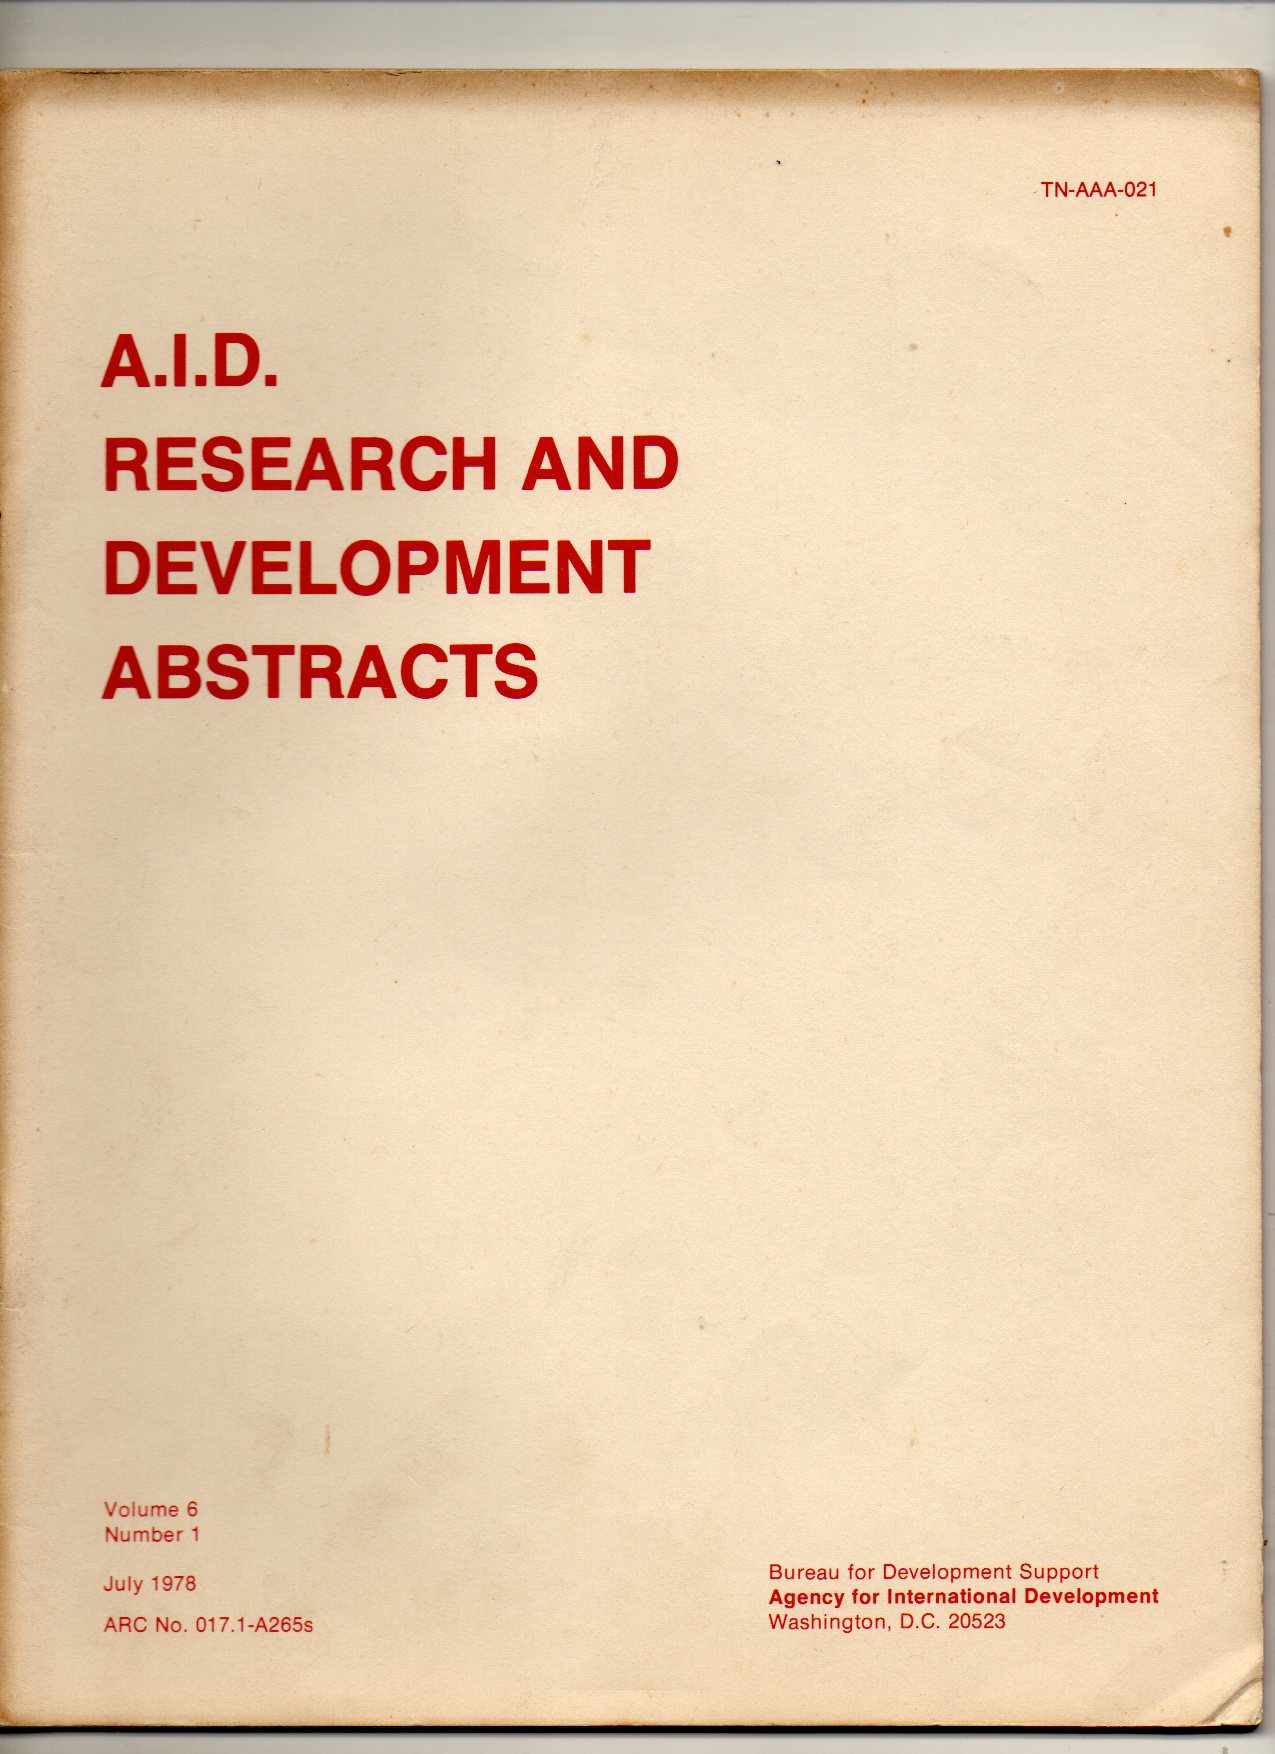 TN-AAA-021
A.I.D.
RESEARCH AND
DEVELOPMENT
ABSTRACTS
Volume 6
Number 1
July 1978
ARC No. 017.1-A265s
Bureau for Development Support
Agency for International Development
Washington, D.C. 20523